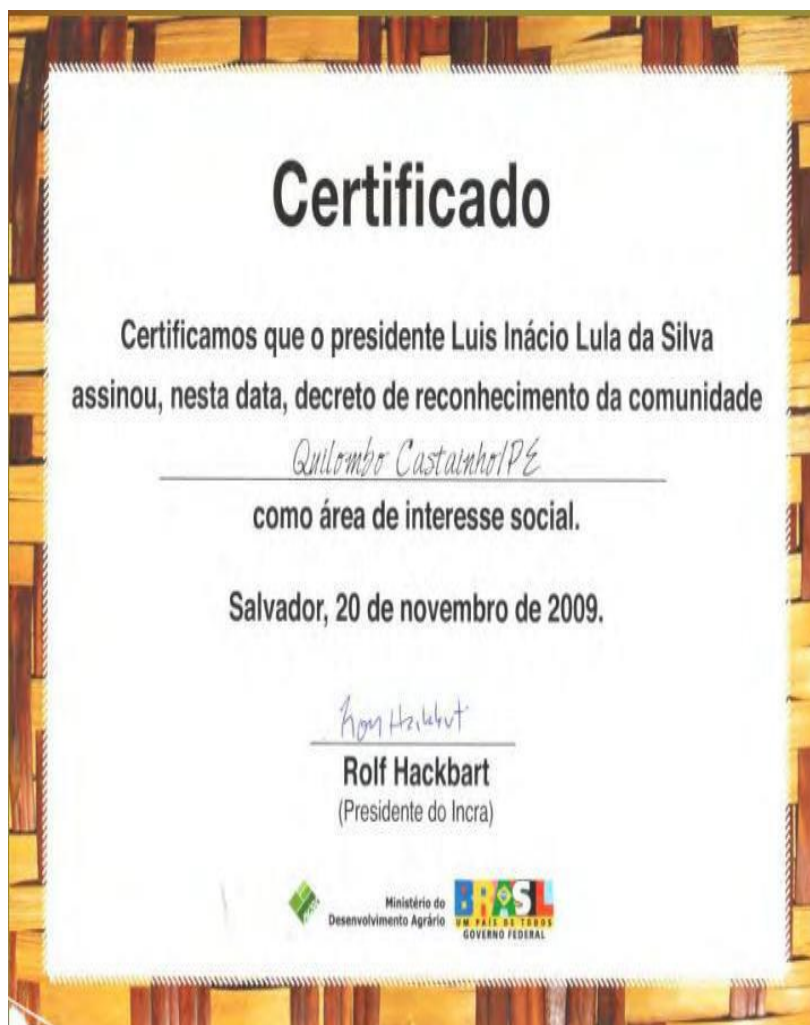 Certificado
Certificamos que o presidente Luis Inácio Lula da Silva
assinou, nesta data, decreto de reconhecimento da comunidade
Quilombo Castainho/PE
como área de interesse social.
Salvador, 20 de novembro de 2009.
Rolf Hackbart
(Presidente do Incra)
Ministério do
Desenvolvimento Agrário
BRASIL
UM PAÍS DE TODOS
GOVERNO FEDERAL